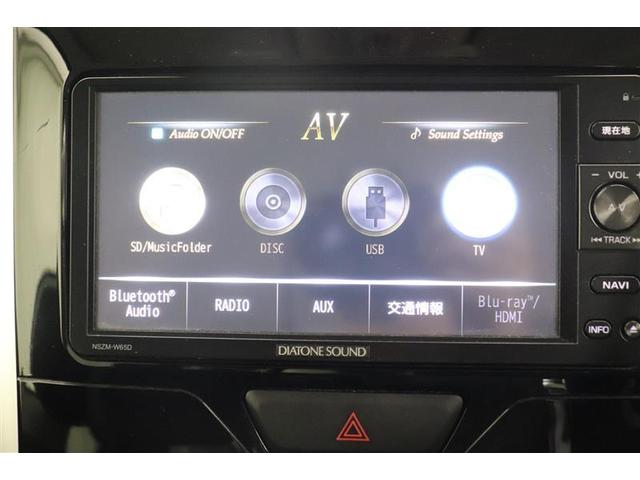 Audio ON/OFF
AV
Sound Settings
SD/MusicFolder
DISC
USB
TV
Bluetooth® Audio
RADIO
AUX
交通情報
Blu-ray™/HDMI
NSZM-W65D
DIATONE SOUND
現在地
− VOL +
A·V
TRACK
NAVI
INFO